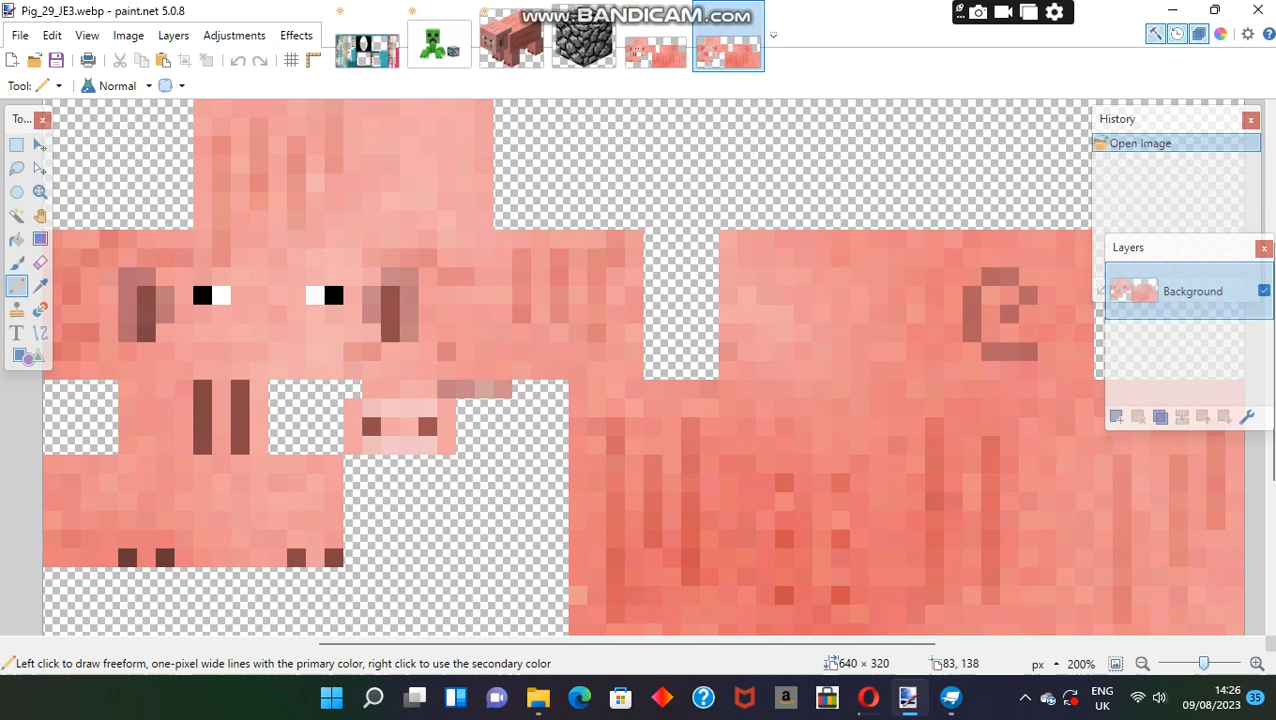 Pig_29_JE3.webp - paint.net 5.0.8
www.BANDICAM.com
File Edit View Image Layers Adjustments Effects
Tool: Normal
To...
History
Open Image
Layers
Background
Left click to draw freeform, one-pixel wide lines with the primary color, right click to use the secondary color
640 × 320
83, 138
px
200%
ENG
UK
14:26
09/08/2023
35